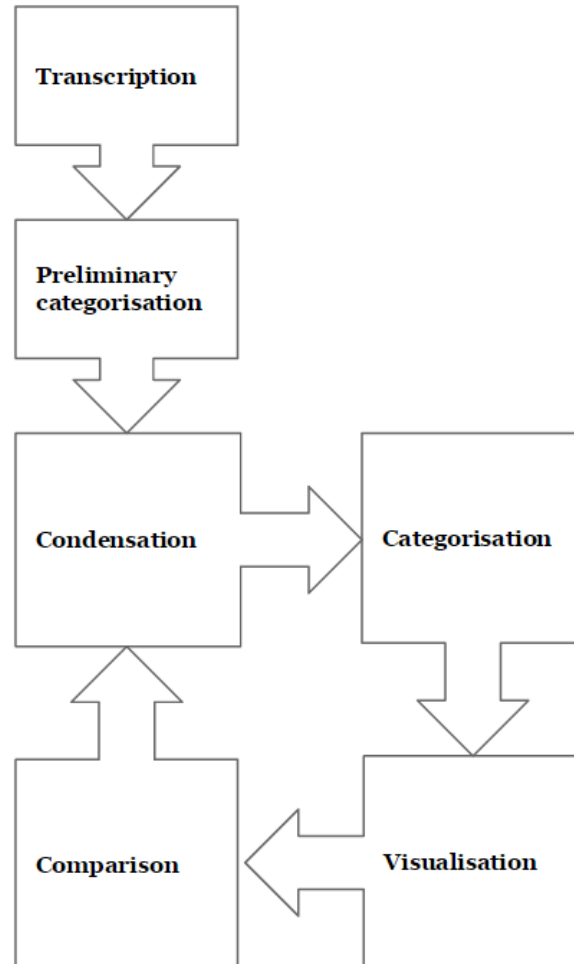 Transcription
Preliminary
categorisation
Condensation
Categorisation
Comparison
Visualisation